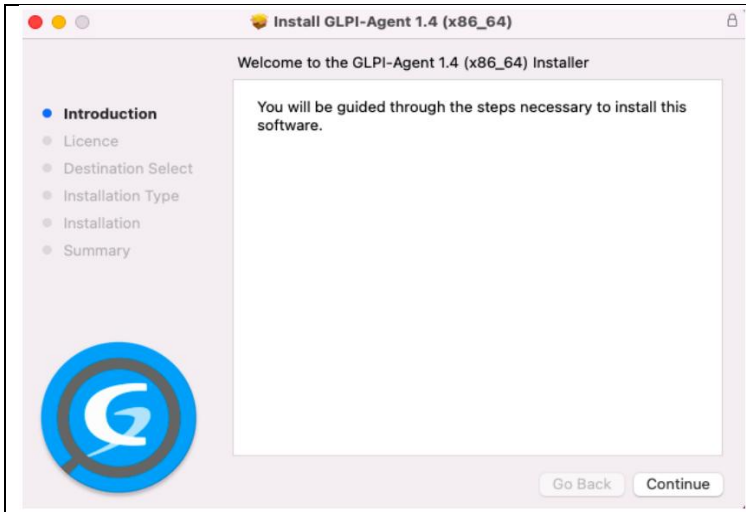 Install GLPI-Agent 1.4 (x86_64)
Welcome to the GLPI-Agent 1.4 (x86_64) Installer
Introduction
Licence
Destination Select
Installation Type
Installation
Summary
You will be guided through the steps necessary to install this
software.
Go Back
Continue